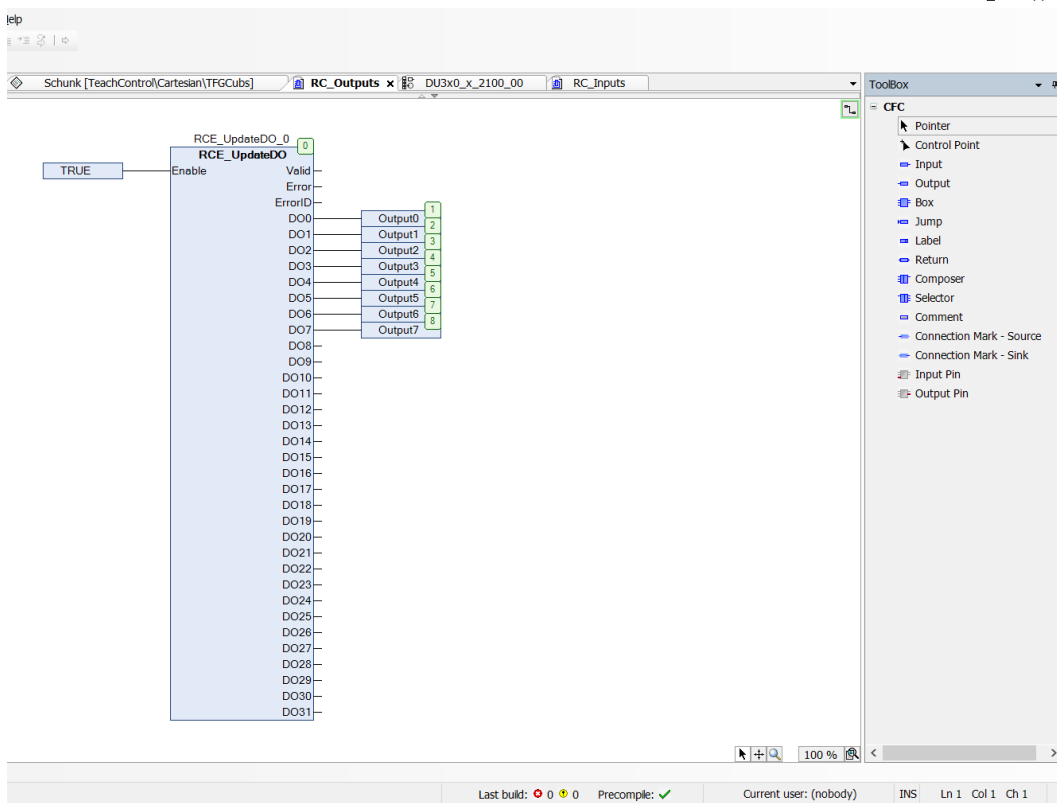 Help
Schunk [TeachControl\Cartesian\TFGCubs] RC_Outputs x DU3x0_x_2100_00 RC_Inputs
ToolBox
CFC
Pointer
Control Point
Input
Output
Box
Jump
Label
Return
Composer
Selector
Comment
Connection Mark - Source
Connection Mark - Sink
Input Pin
Output Pin
RCE_UpdateDO_0
0
RCE_UpdateDO
TRUE
Enable Valid
Error
ErrorID
1
DO0 Output0
2
DO1 Output1
3
DO2 Output2
4
DO3 Output3
5
DO4 Output4
6
DO5 Output5
7
DO6 Output6
8
DO7 Output7
DO8
DO9
DO10
DO11
DO12
DO13
DO14
DO15
DO16
DO17
DO18
DO19
DO20
DO21
DO22
DO23
DO24
DO25
DO26
DO27
DO28
DO29
DO30
DO31
100 %
Last build: 0 0 Precompile: Current user: (nobody) INS Ln 1 Col 1 Ch 1